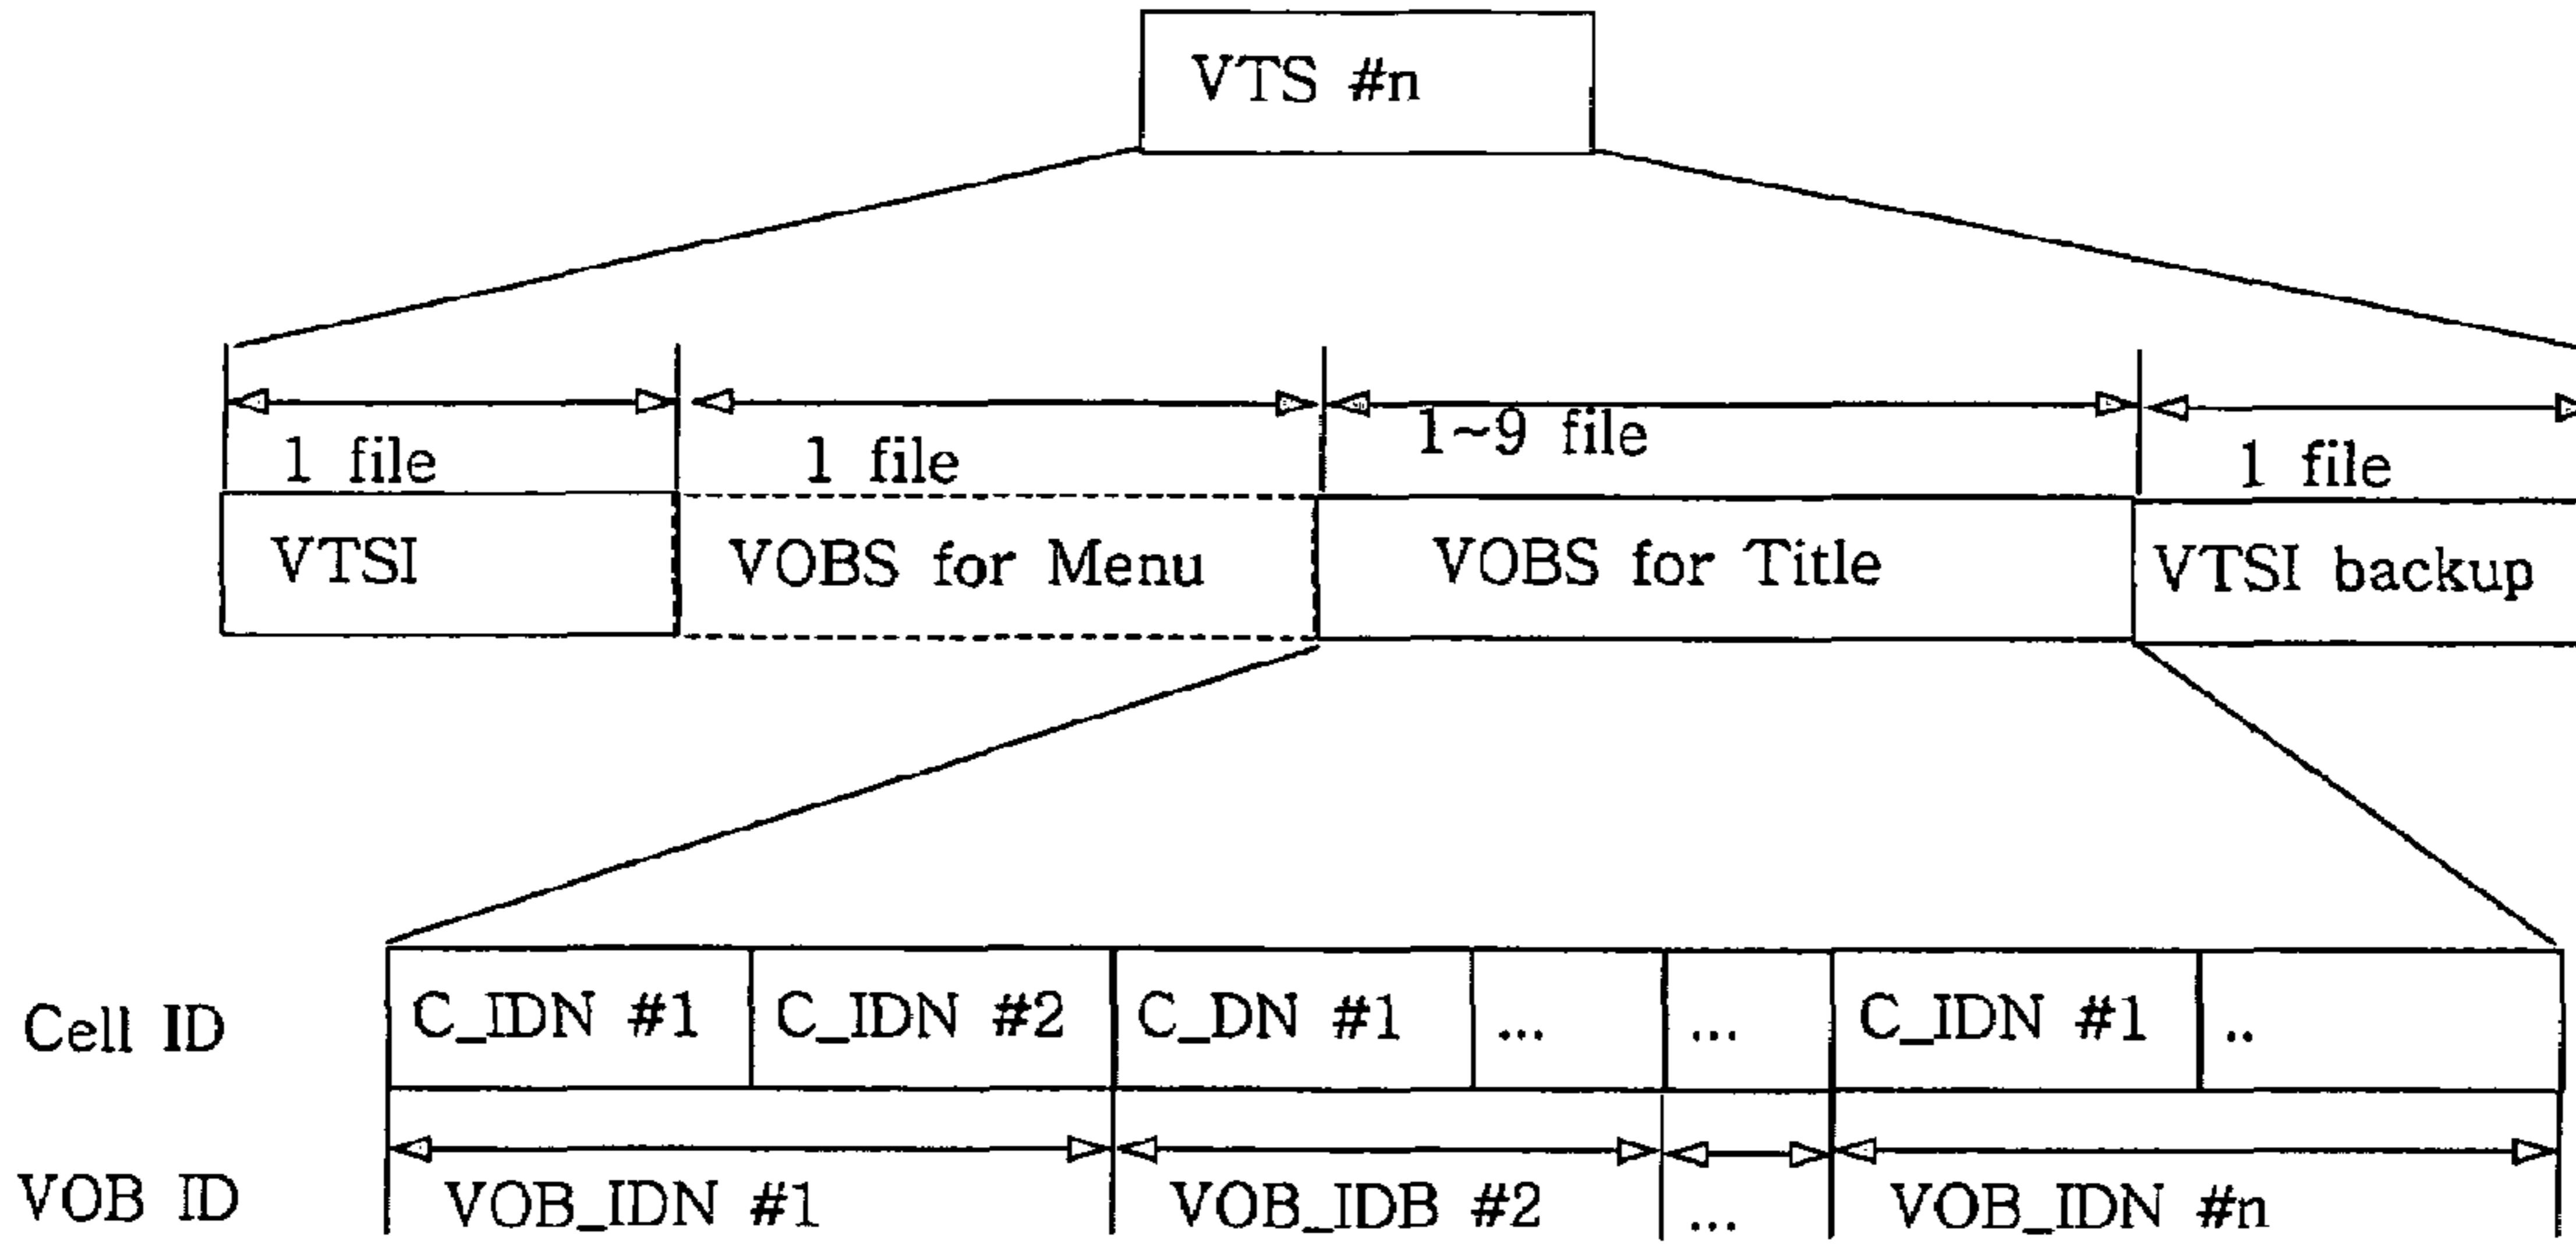 VTS #n
1 file
1 file
1~9 file
1 file
VTSI
VOBS for Menu
VOBS for Title
VTSI backup
Cell ID
C_IDN #1
C_IDN #2
C_DN #1
...
...
C_IDN #1
..
VOB ID
VOB_IDN #1
VOB_IDB #2
...
VOB_IDN #n